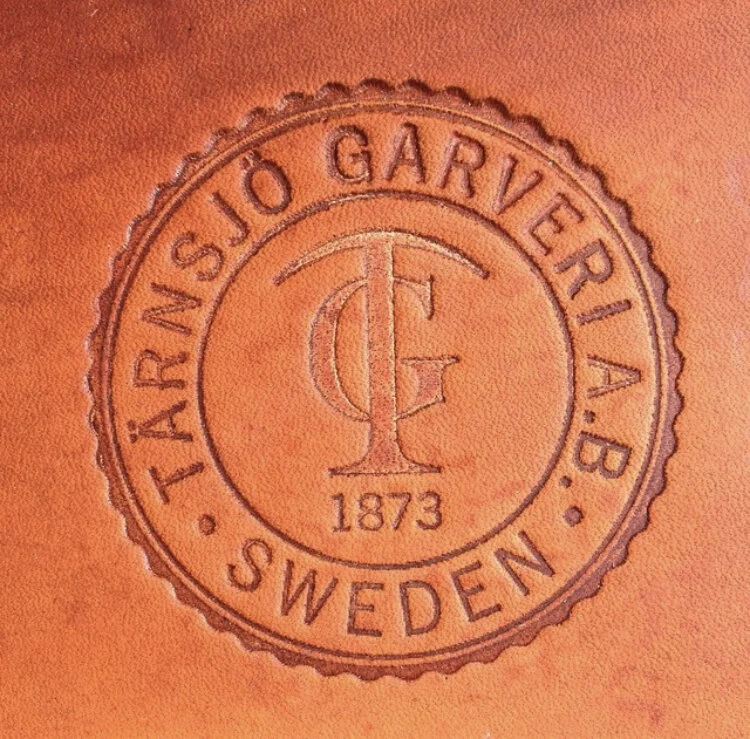 TÄRNSJÖ GARVERI A.B.
TG
1873
• SWEDEN •